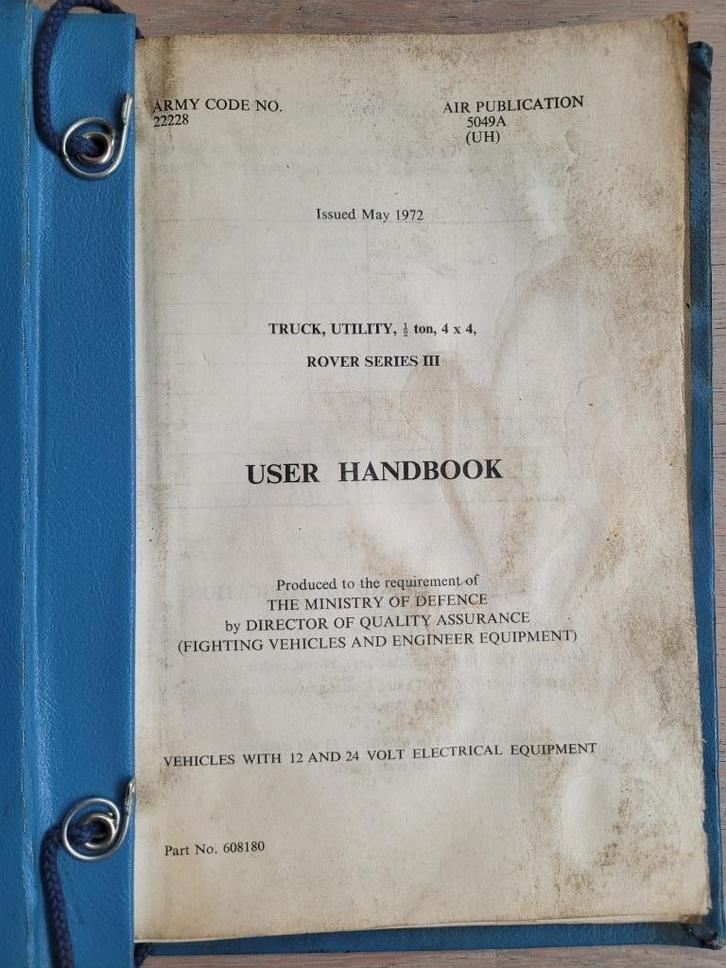 ARMY CODE NO.
22228
AIR PUBLICATION
5049A
(UH)
Issued May 1972
TRUCK, UTILITY, ½ ton, 4 x 4,
ROVER SERIES III
USER HANDBOOK
Produced to the requirement of
THE MINISTRY OF DEFENCE
by DIRECTOR OF QUALITY ASSURANCE
(FIGHTING VEHICLES AND ENGINEER EQUIPMENT)
VEHICLES WITH 12 AND 24 VOLT ELECTRICAL EQUIPMENT
Part No. 608180